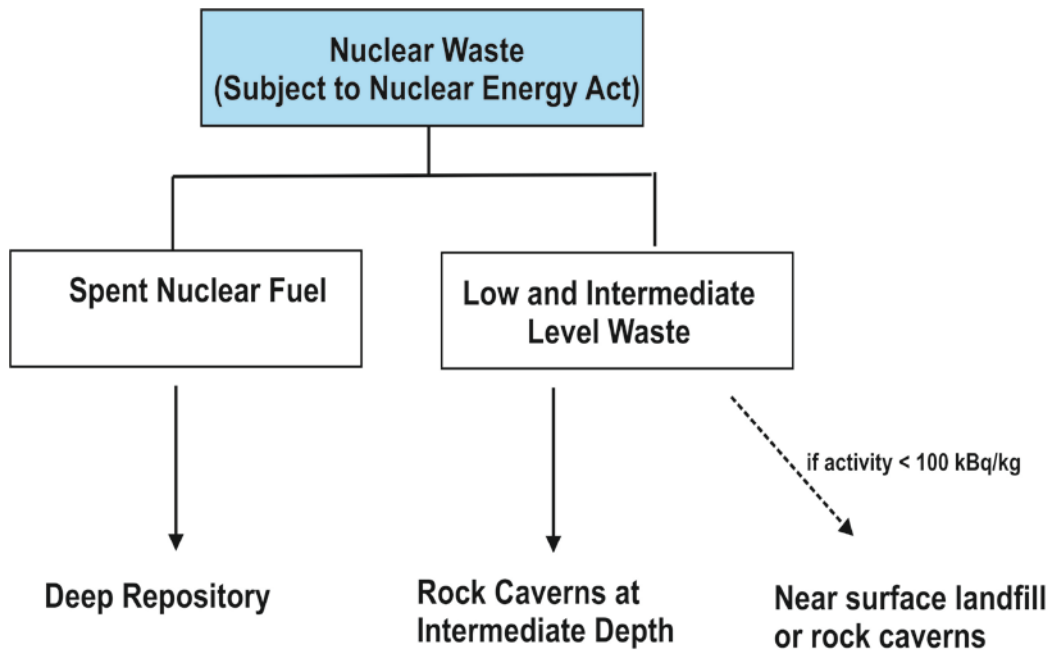 Nuclear Waste
(Subject to Nuclear Energy Act)
Spent Nuclear Fuel
Low and Intermediate
Level Waste
if activity < 100 kBq/kg
Deep Repository
Rock Caverns at
Intermediate Depth
Near surface landfill
or rock caverns